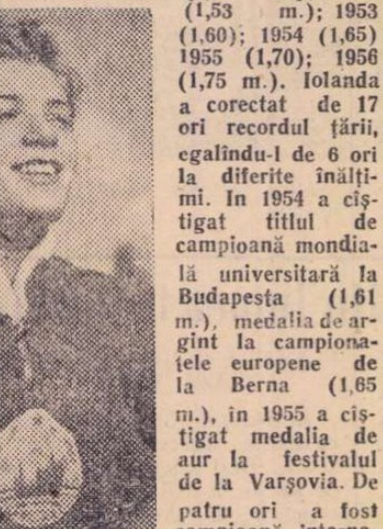 (1,53 m.); 1953
(1,60); 1954 (1,65)
1955 (1,70); 1956
(1,75 m.). Iolanda
a corectat de 17
ori recordul țării,
egalîndu-l de 6 ori
la diferite înălți-
mi. In 1954 a cîș-
tigat titlul de
campioană mondia-
lă universitară la
Budapesta (1,61
m.), medalia de ar-
gint la campiona-
tele europene de
la Berna (1,65
m.), în 1955 a cîș-
tigat medalia de
aur la festivalul
de la Varșovia. De
patru ori a fost